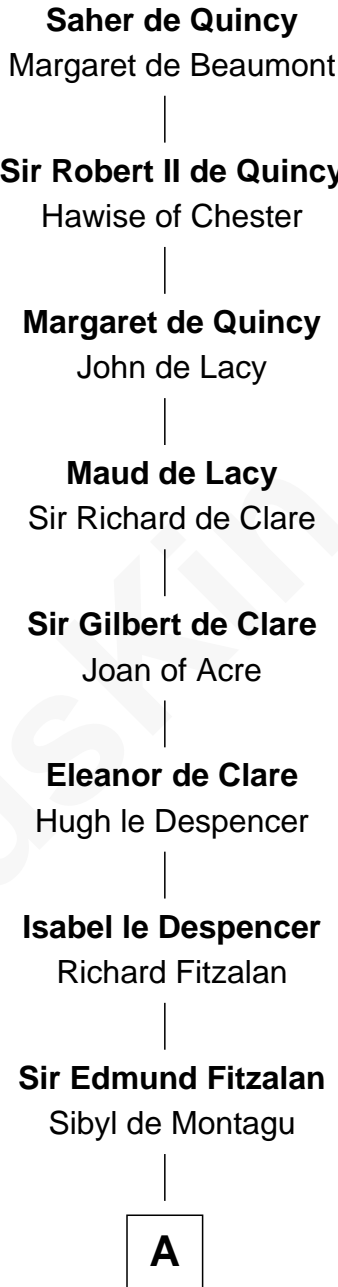 Saher de Quincy
Margaret de Beaumont
Sir Robert II de Quincy
Hawise of Chester
Margaret de Quincy
John de Lacy
Maud de Lacy
Sir Richard de Clare
Sir Gilbert de Clare
Joan of Acre
Eleanor de Clare
Hugh le Despencer
Isabel le Despencer
Richard Fitzalan
Sir Edmund Fitzalan
Sibyl de Montagu
A